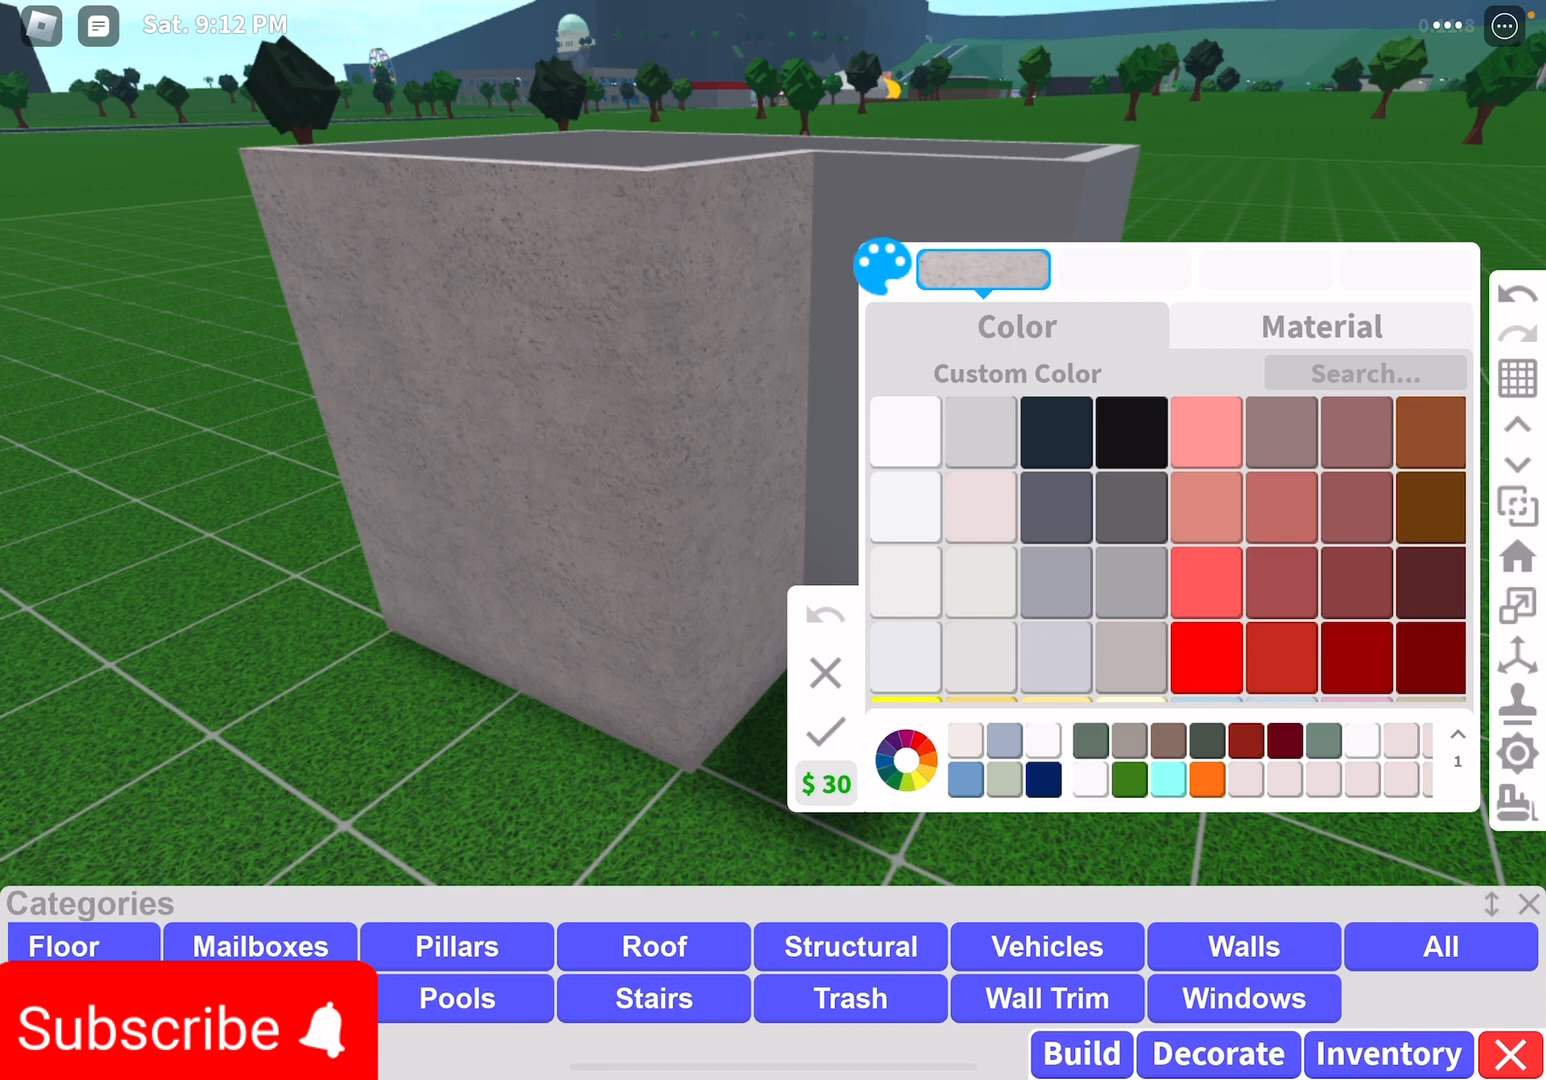 Sat. 9:12 PM
Color
Material
Custom Color
Search...
1
$ 30
Categories
Floor
Mailboxes
Pillars
Roof
Structural
Vehicles
Walls
All
Pools
Stairs
Trash
Wall Trim
Windows
Subscribe
Build
Decorate
Inventory